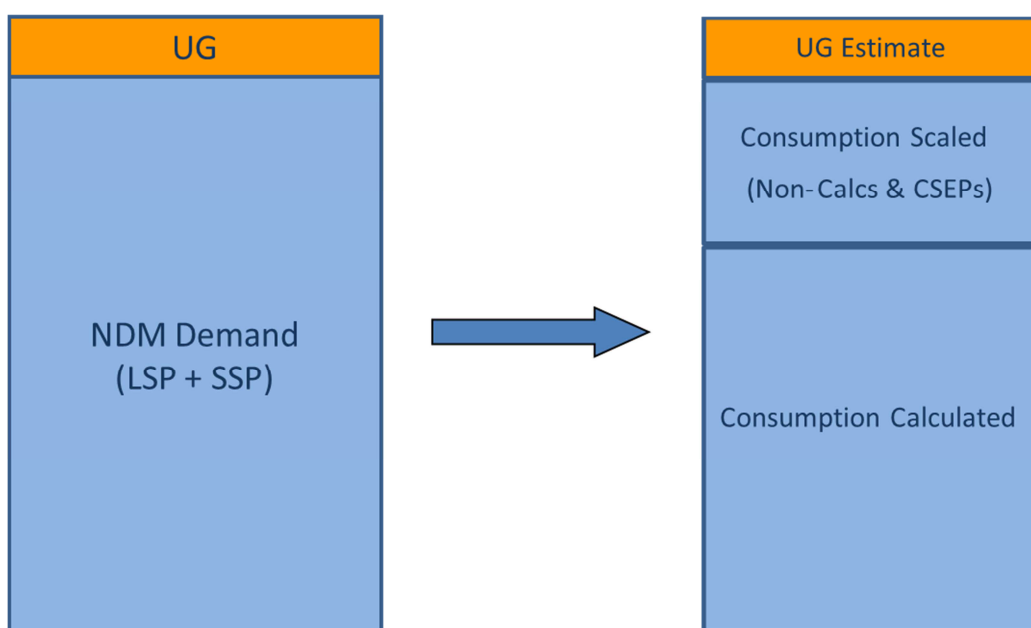 UG
NDM Demand
(LSP + SSP)
UG Estimate
Consumption Scaled
(Non-Calcs & CSEPs)
Consumption Calculated